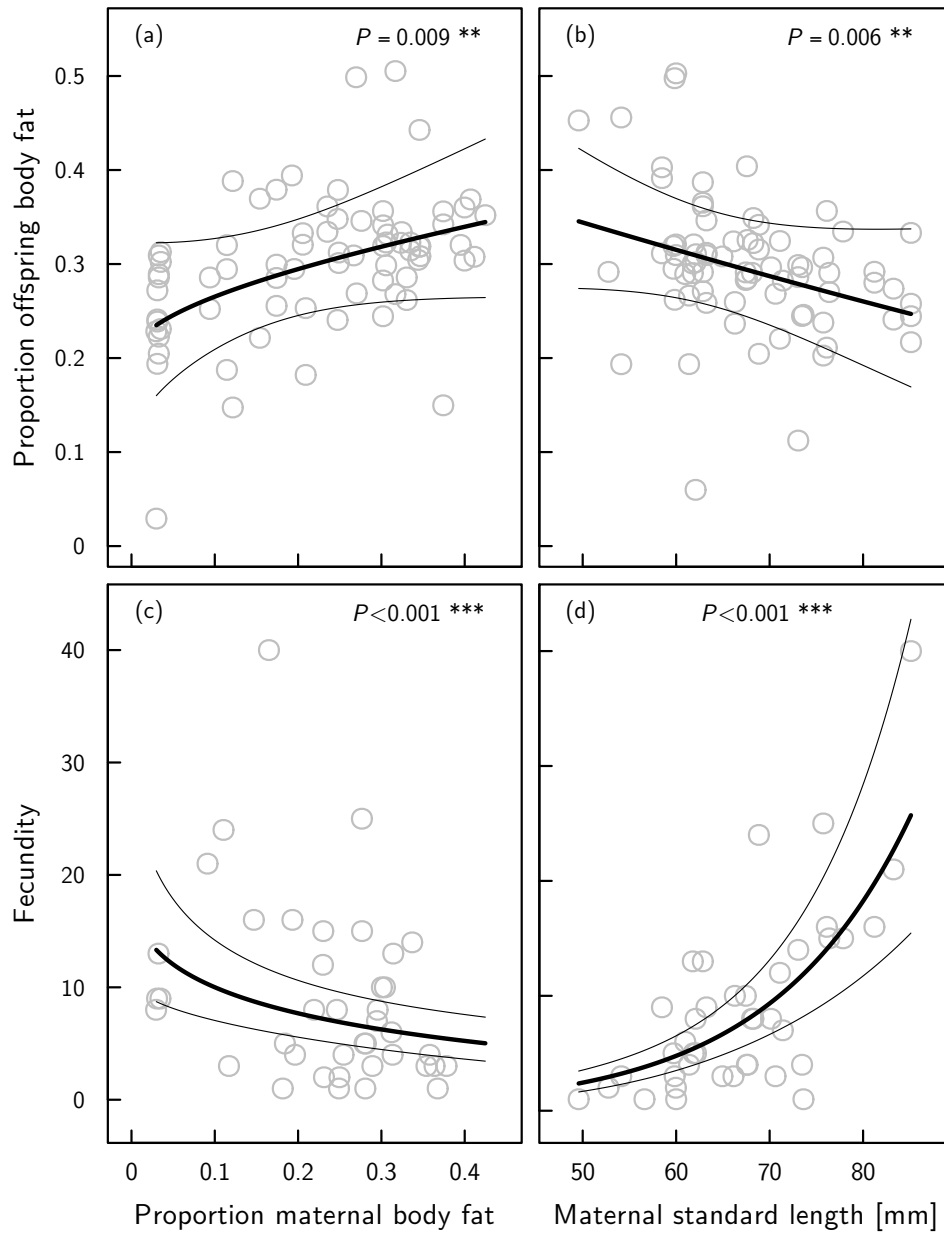 (a) P = 0.009 **
(b) P = 0.006 **
0.5
0.4
0.3
0.2
0.1
0
Proportion offspring body fat
(c) P<0.001 ***
(d) P<0.001 ***
40
30
20
10
0
Fecundity
0 0.1 0.2 0.3 0.4
50 60 70 80
Proportion maternal body fat
Maternal standard length [mm]